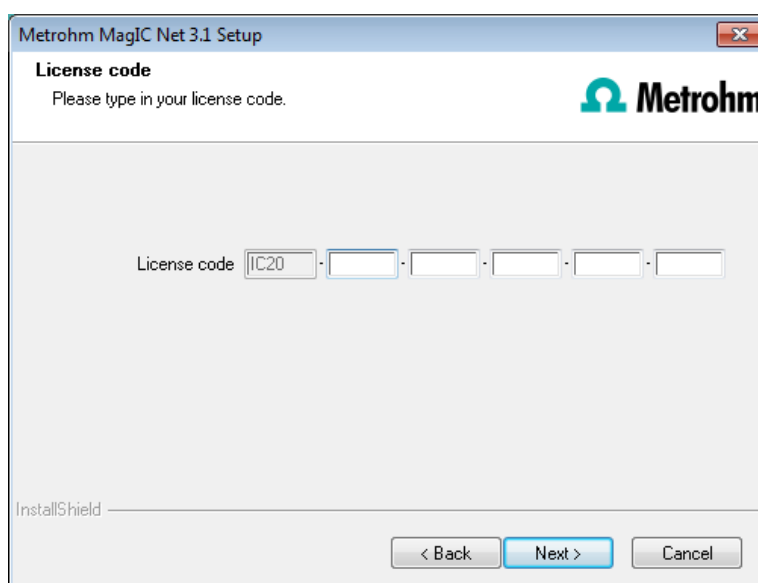 Metrohm MagIC Net 3.1 Setup
License code
Please type in your license code.
Metrohm
License code IC20 - - - - -
InstallShield
< Back Next > Cancel